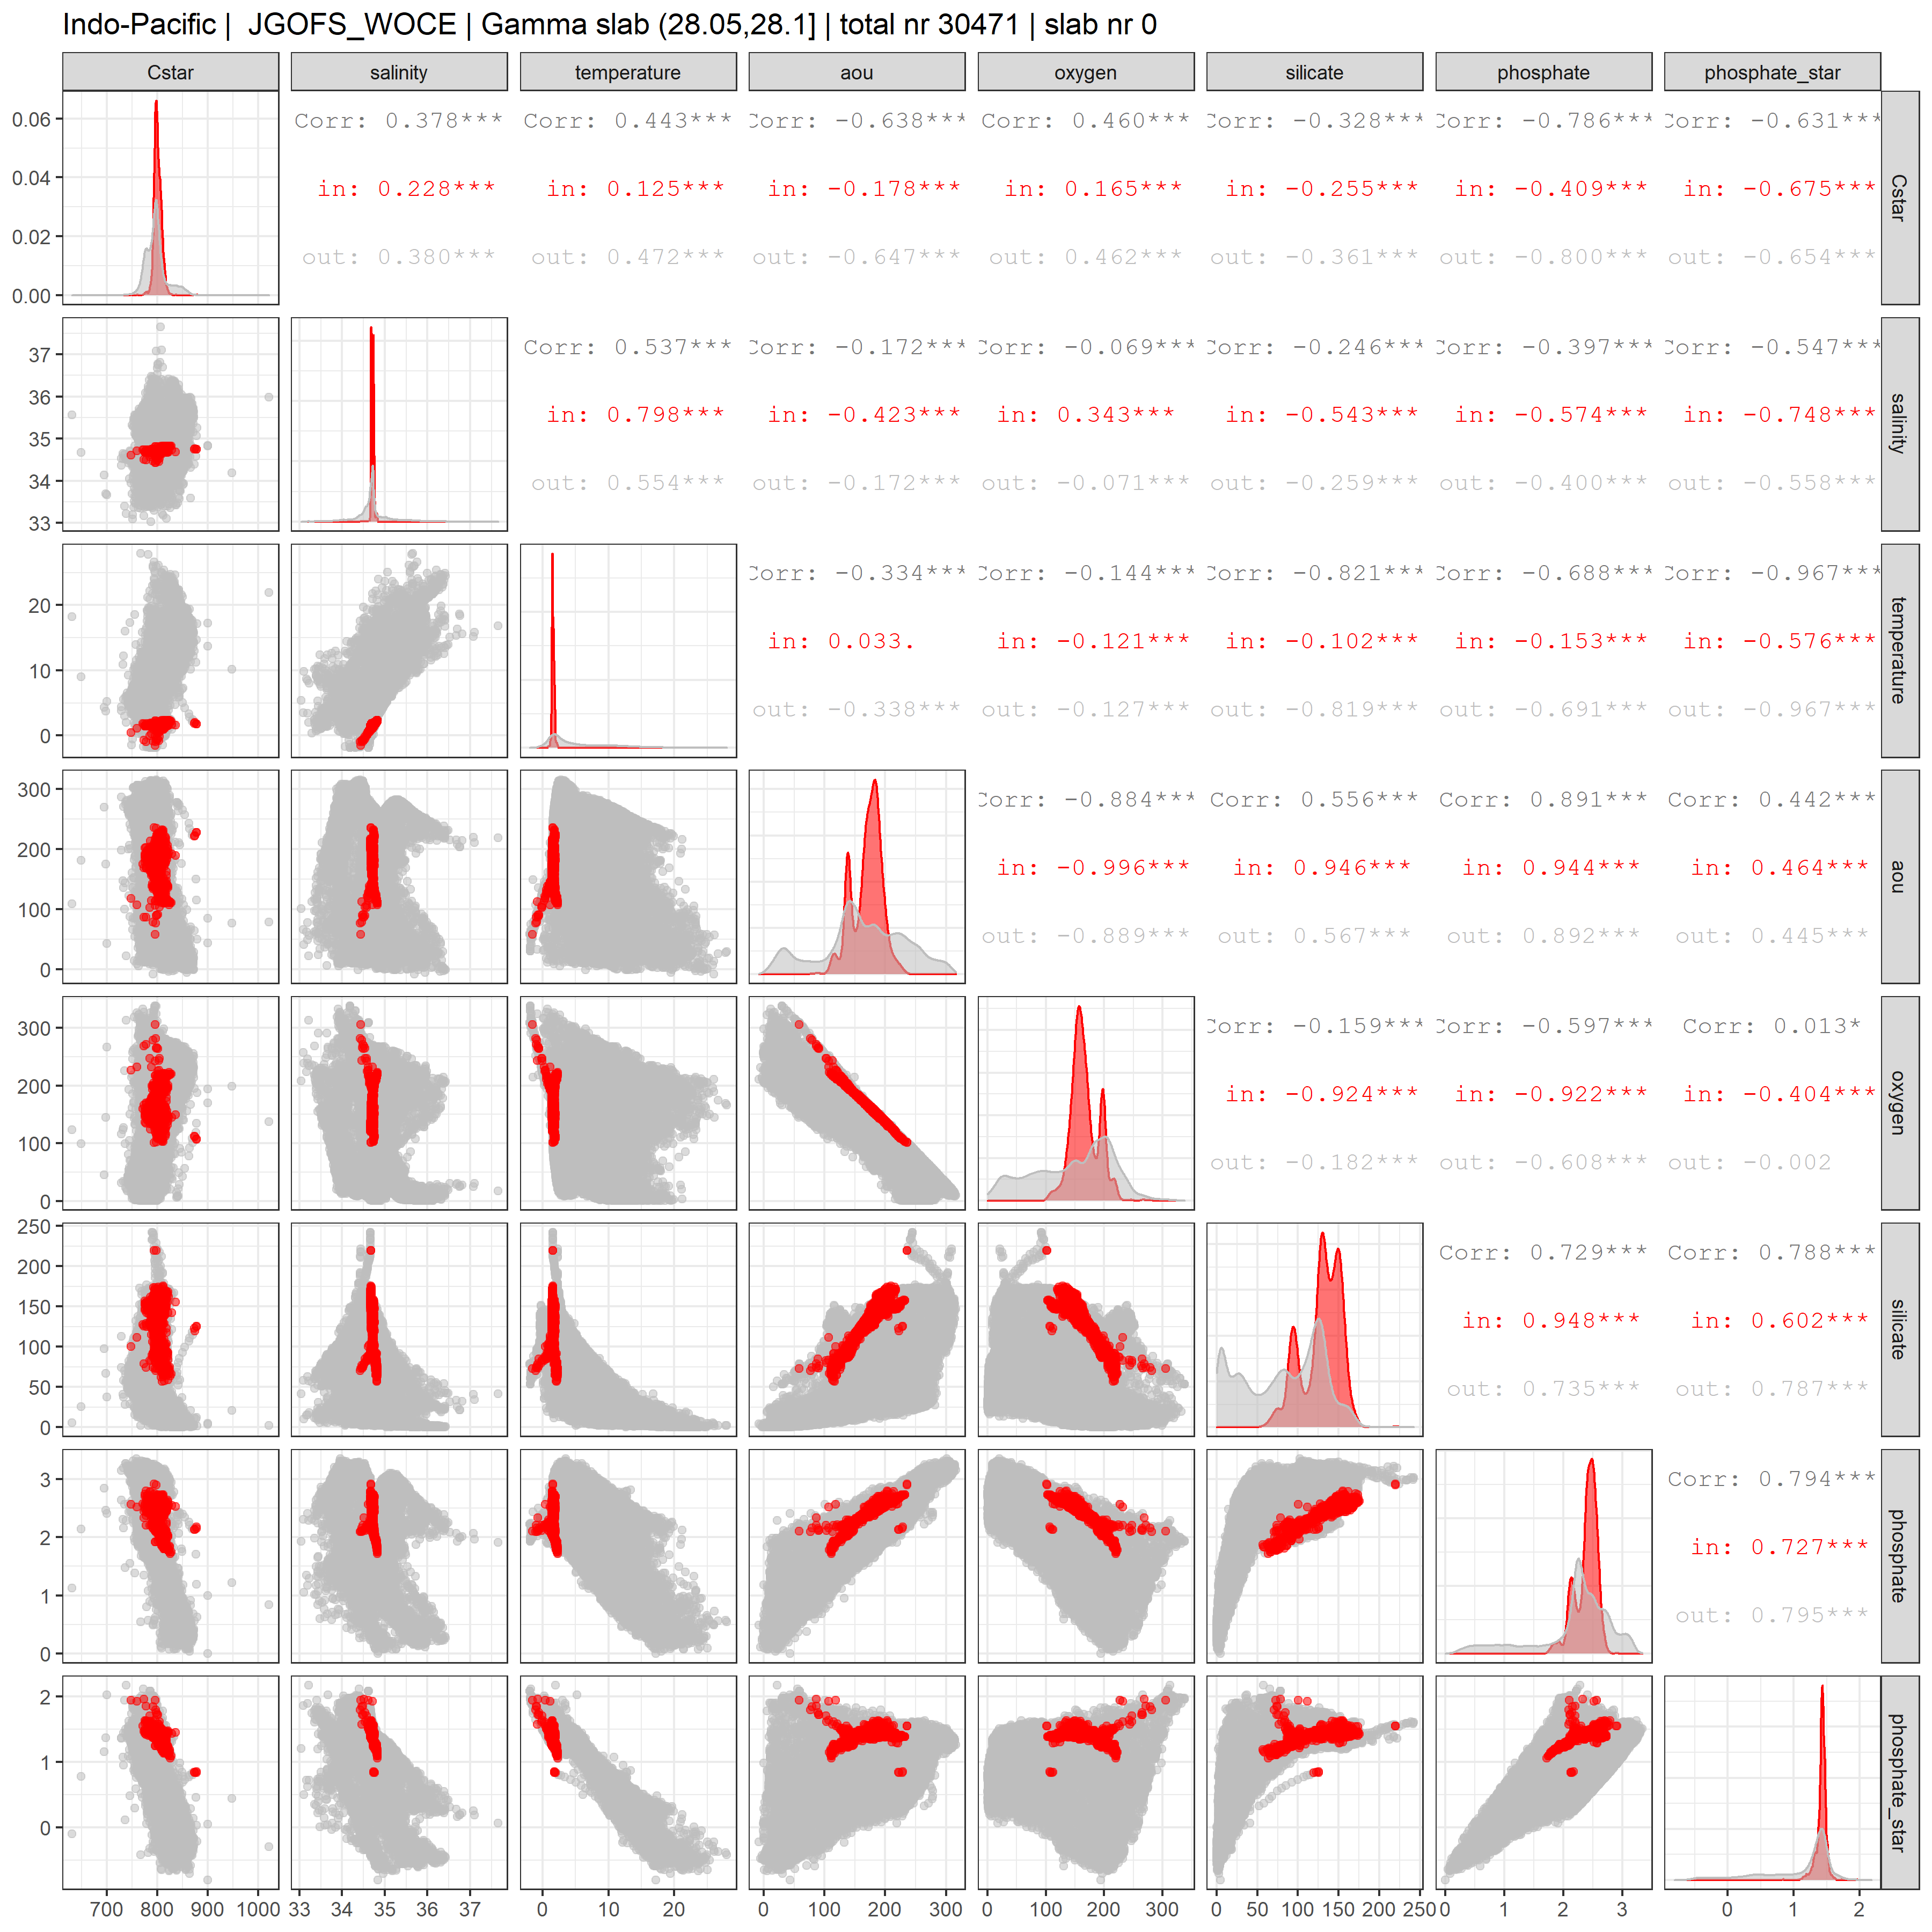 Indo-Pacific | JGOFS_WOCE | Gamma slab (28.05,28.1] | total nr 30471 | slab nr 0
Cstar salinity temperature aou oxygen silicate phosphate phosphate_star
0.06 Corr: 0.378*** Corr: 0.443*** Corr: -0.638*** Corr: 0.460*** Corr: -0.328*** Corr: -0.786*** Corr: -0.631***
0.04 in: 0.228*** in: 0.125*** in: -0.178*** in: 0.165*** in: -0.255*** in: -0.409*** in: -0.675***
Cstar
0.02 out: 0.380*** out: 0.472*** out: -0.647*** out: 0.462*** out: -0.361*** out: -0.800*** out: -0.654***
0.00
37 Corr: 0.537*** Corr: -0.172*** Corr: -0.069*** Corr: -0.246*** Corr: -0.397*** Corr: -0.547***
36
35 in: 0.798*** in: -0.423*** in: 0.343*** in: -0.543*** in: -0.574*** in: -0.748***
salinity
34 out: 0.554*** out: -0.172*** out: -0.071*** out: -0.259*** out: -0.400*** out: -0.558***
33
Corr: -0.334*** Corr: -0.144*** Corr: -0.821*** Corr: -0.688*** Corr: -0.967***
20
in: 0.033. in: -0.121*** in: -0.102*** in: -0.153*** in: -0.576***
temperature
10
out: -0.338*** out: -0.127*** out: -0.819*** out: -0.691*** out: -0.967***
0
300 Corr: -0.884*** Corr: 0.556*** Corr: 0.891*** Corr: 0.442***
200 in: -0.996*** in: 0.946*** in: 0.944*** in: 0.464***
aou
100 out: -0.889*** out: 0.567*** out: 0.892*** out: 0.445***
0
300 Corr: -0.159*** Corr: -0.597*** Corr: 0.013*
200 in: -0.924*** in: -0.922*** in: -0.404***
oxygen
100 out: -0.182*** out: -0.608*** out: -0.002
0
250 Corr: 0.729*** Corr: 0.788***
200
150 in: 0.948*** in: 0.602***
silicate
100
50 out: 0.735*** out: 0.787***
0
3 Corr: 0.794***
2 in: 0.727***
phosphate
1 out: 0.795***
0
2
1
phosphate_star
0
700 800 900 1000 33 34 35 36 37 0 10 20 0 100 200 300 0 100 200 300 0 50 100 150 200 250 0 1 2 3 0 1 2